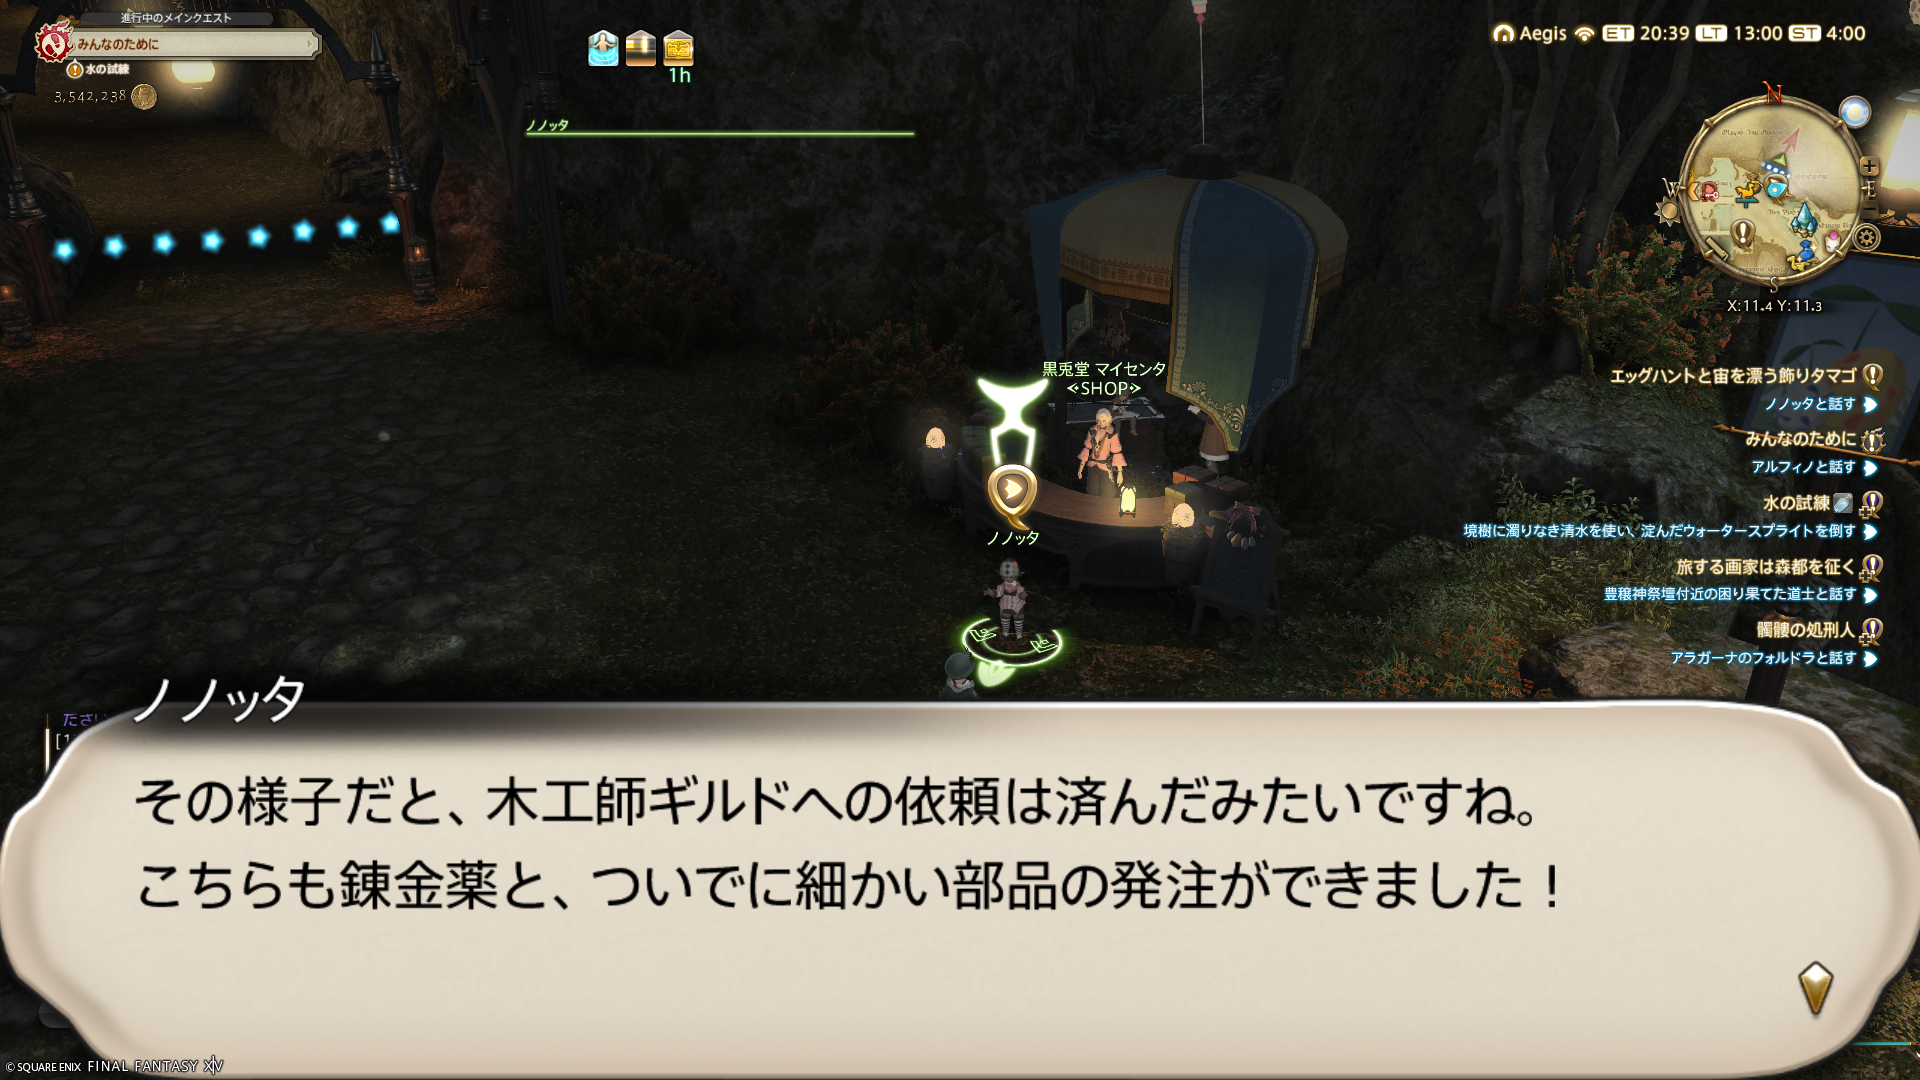 進行中のメインクエスト
みんなのために
水の試練
3,542,238
1h
ノノッタ
Aegis ET 20:39 LT 13:00 ST 4:00
N
W
E
S
X:11.4 Y:11.3
黒兎堂 マイセンタ
<SHOP>
ノノッタ
エッグハントと宙を漂う飾りタマゴ
ノノッタと話す
みんなのために
アルフィノと話す
水の試練
境樹に濁りなき清水を使い、淀んだウォータースプライトを倒す
旅する画家は森都を征く
豊穣神祭壇付近の困り果てた道士と話す
髑髏の処刑人
アラガーナのフォルドラと話す
ノノッタ
その様子だと、木工師ギルドへの依頼は済んだみたいですね。
こちらも錬金薬と、ついでに細かい部品の発注ができました！
© SQUARE ENIX FINAL FANTASY XIV